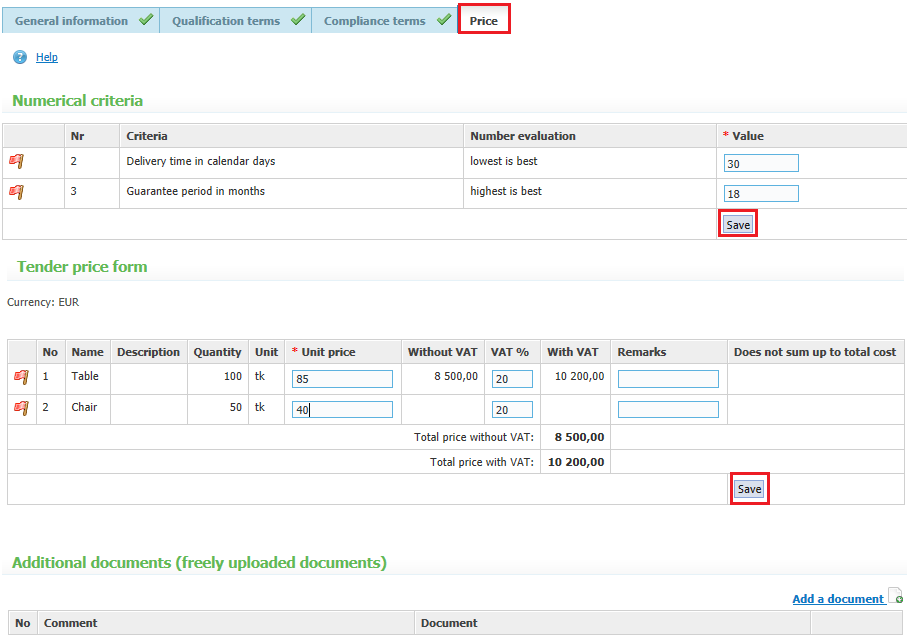 General information Qualification terms Compliance terms Price
Help
Numerical criteria
Nr Criteria Number evaluation * Value
2 Delivery time in calendar days lowest is best 30
3 Guarantee period in months highest is best 18
Save
Tender price form
Currency: EUR
No Name Description Quantity Unit * Unit price Without VAT VAT % With VAT Remarks Does not sum up to total cost
1 Table 100 tk 85 8 500,00 20 10 200,00
2 Chair 50 tk 40 20
Total price without VAT: 8 500,00
Total price with VAT: 10 200,00
Save
Additional documents (freely uploaded documents)
Add a document
No Comment Document